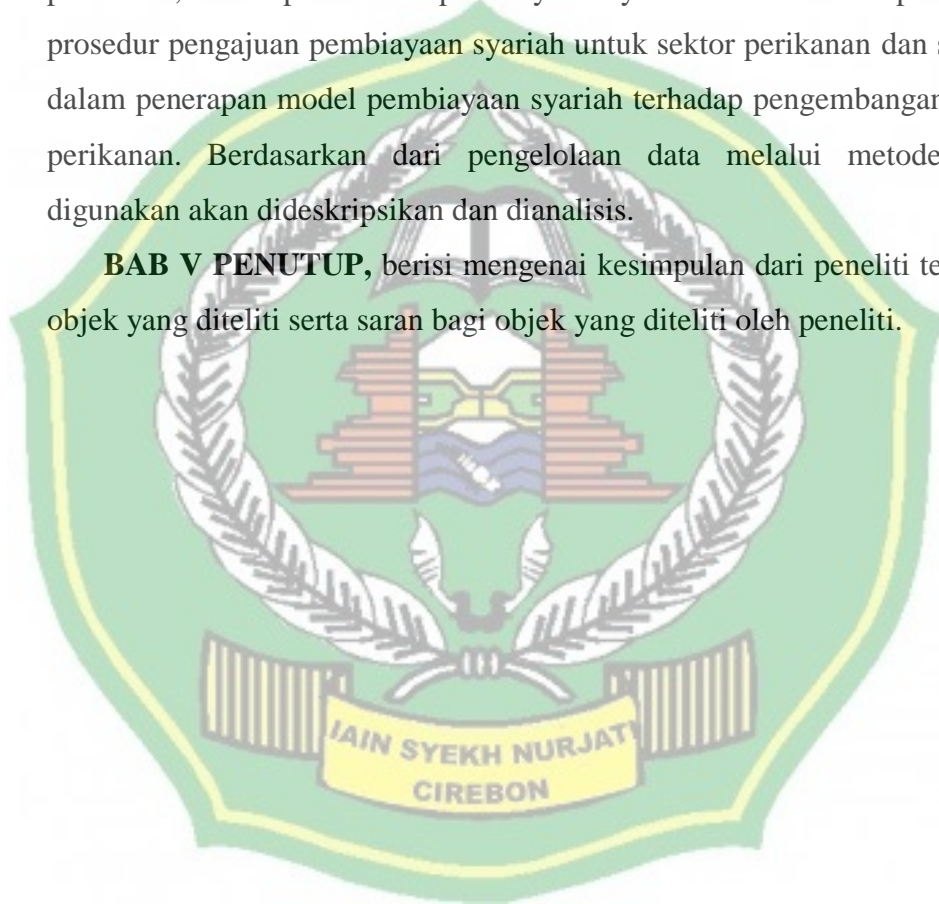 prosedur pengajuan pembiayaan syariah untuk sektor perikanan dan
dalam penerapan model pembiayaan syariah terhadap pengembangan
perikanan. Berdasarkan dari pengelolaan data melalui metode
digunakan akan dideskripsikan dan dianalisis.
BAB V PENUTUP, berisi mengenai kesimpulan dari peneliti
objek yang diteliti serta saran bagi objek yang diteliti oleh peneliti.
IAIN SYEKH NURJATI
CIREBON